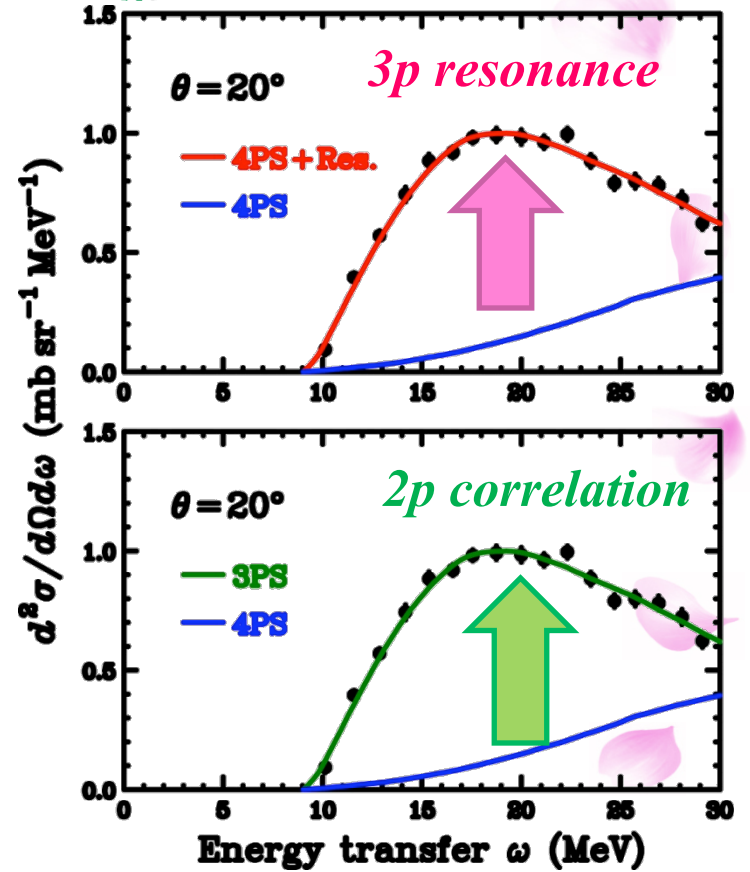 1.5
3p resonance
θ=20°
1.0
4PS+Res.
4PS
0.5
0.0
0 5 10 15 20 25 30
1.5
2p correlation
θ=20°
1.0
3PS
4PS
0.5
0.0
0 5 10 15 20 25 30
d²σ/dΩdω (mb sr⁻¹ MeV⁻¹)
Energy transfer ω (MeV)